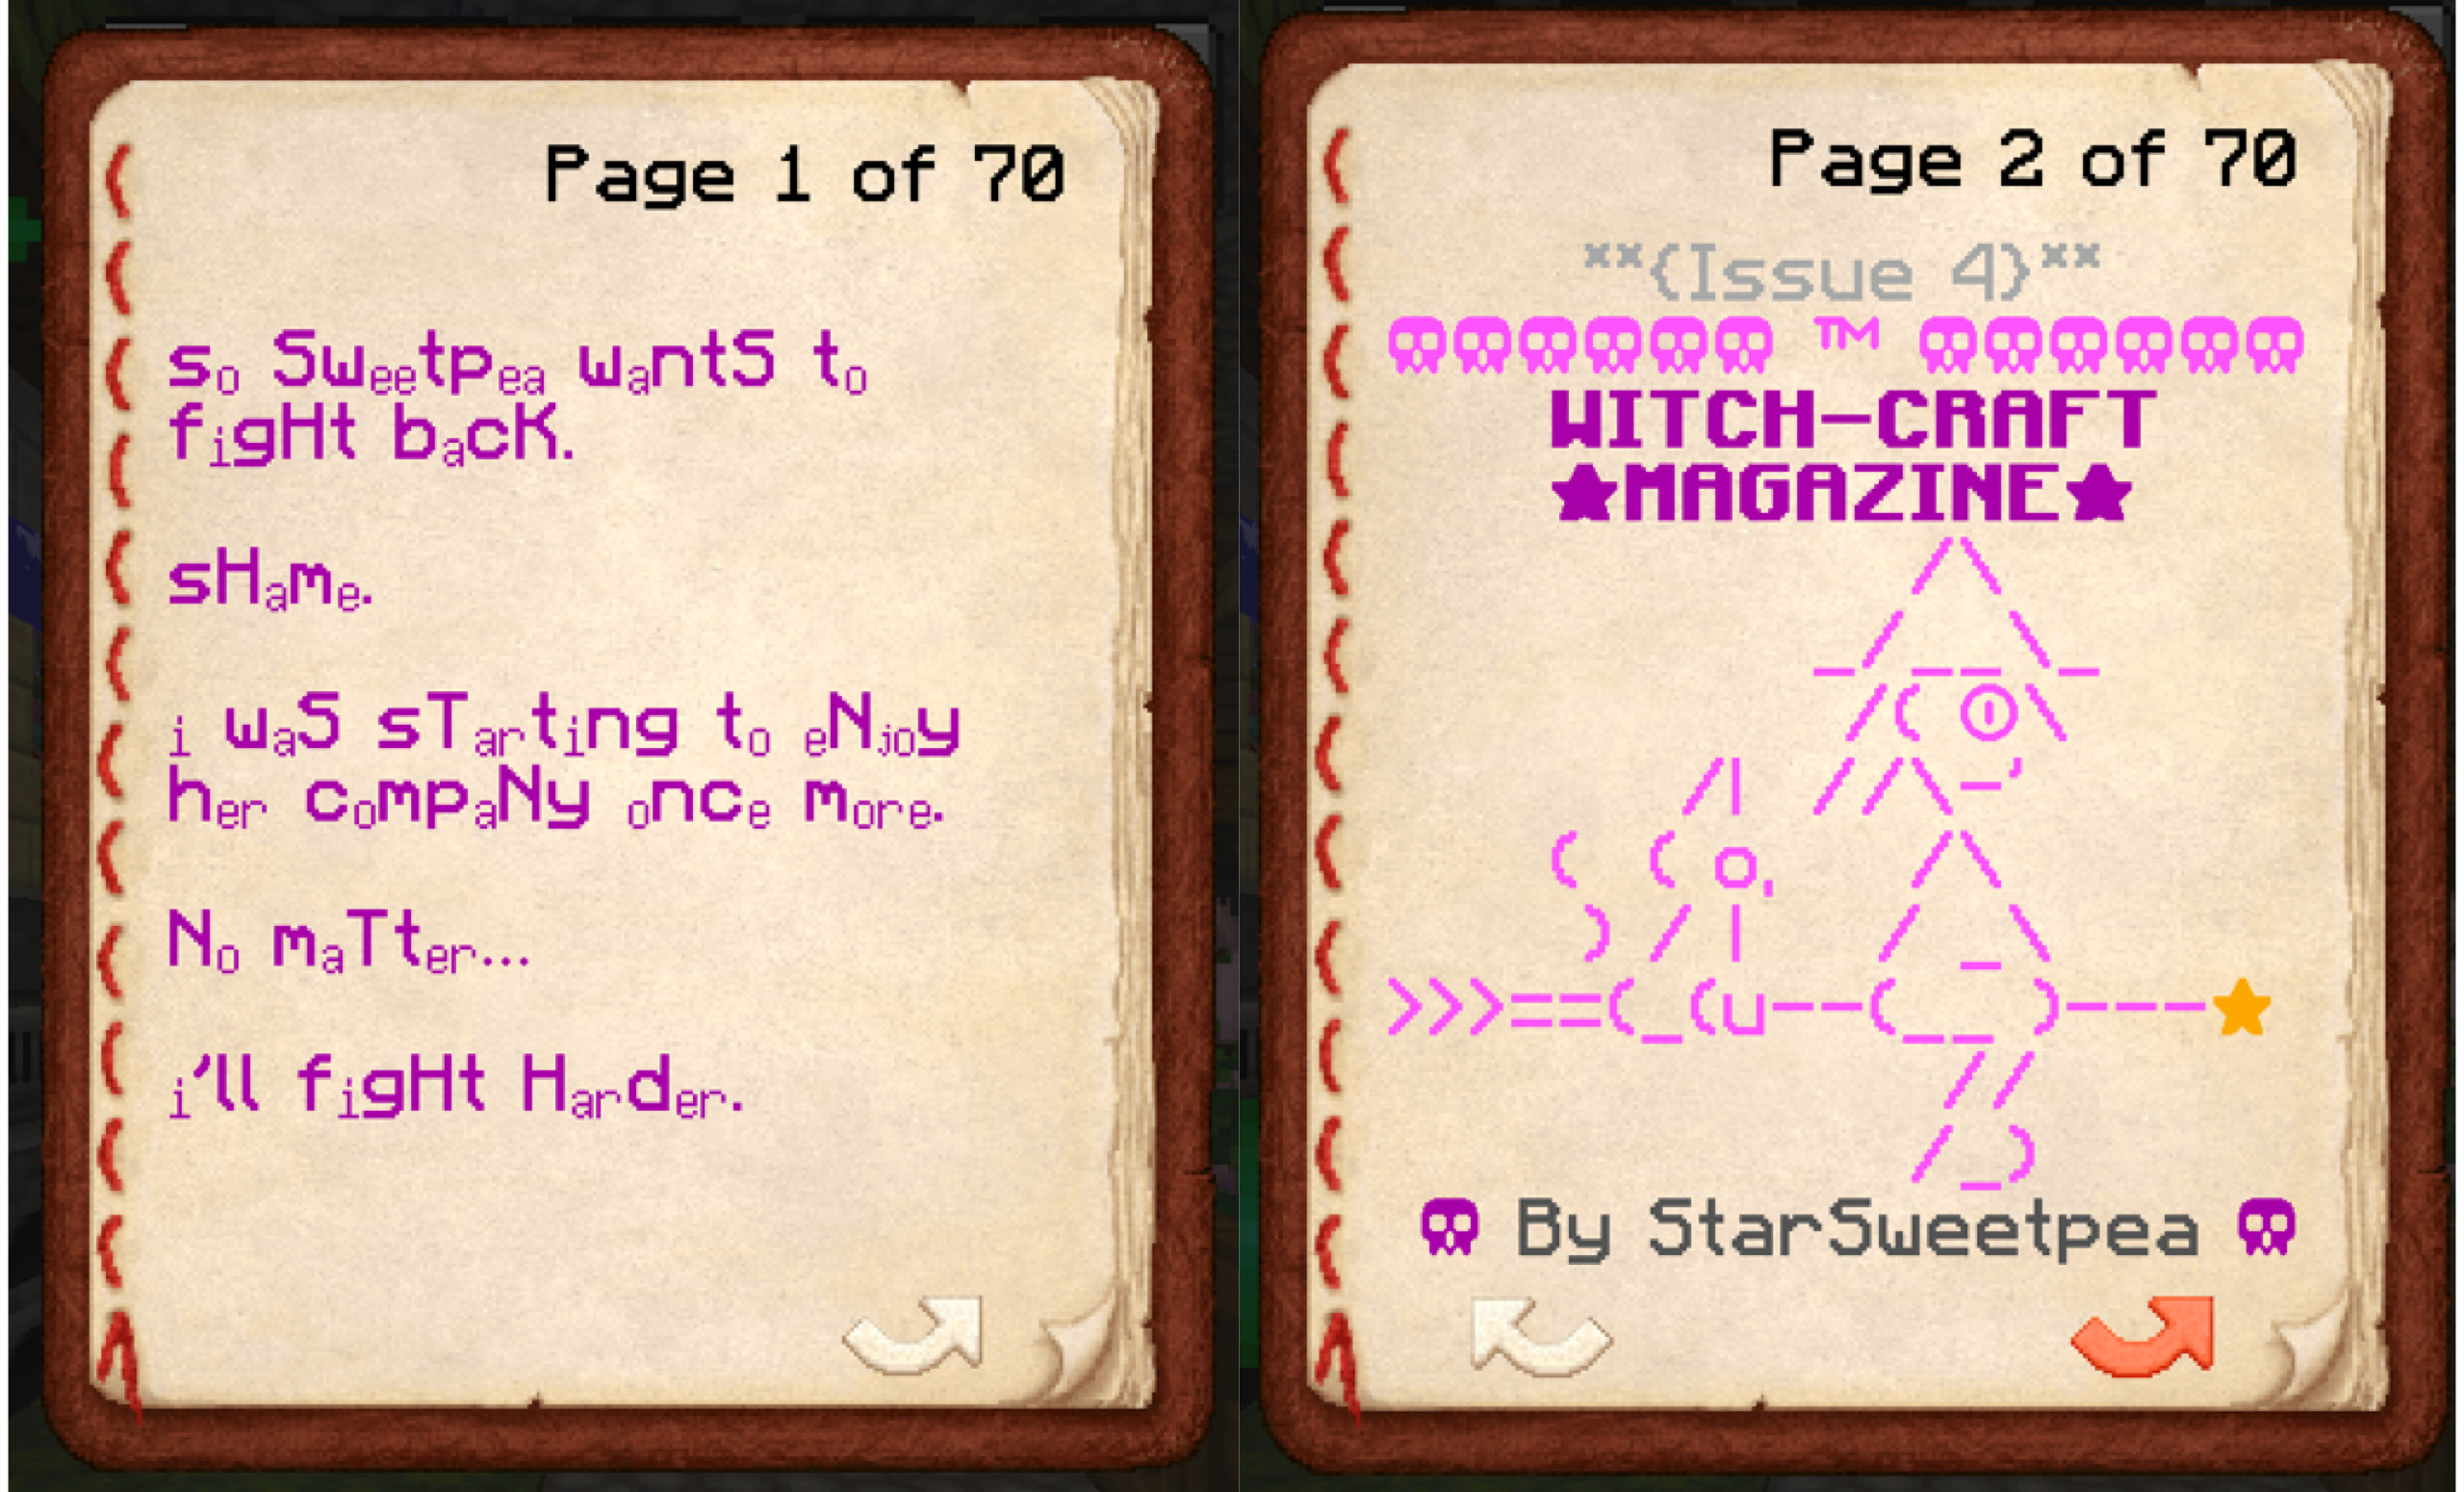 Page 1 of 70
sₒ Swₑₑtpₑₐ wₐntS tₒ
fᵢgHt bₐcK.
sHₐmₑ.
ᵢ wₐS sTₐᵣtᵢng tₒ ₑNⱼₒy
hₑᵣ cₒmpₐNy ₒncₑ mₒᵣₑ.
Nₒ mₐTtₑᵣ...
ᵢ'll fᵢgHt Hₐᵣdₑᵣ.
Page 2 of 70
**(Issue 4)**
☠☠☠☠☠☠ ™ ☠☠☠☠☠☠
WITCH-CRAFT
★MAGAZINE★
☠ By StarSweetpea ☠